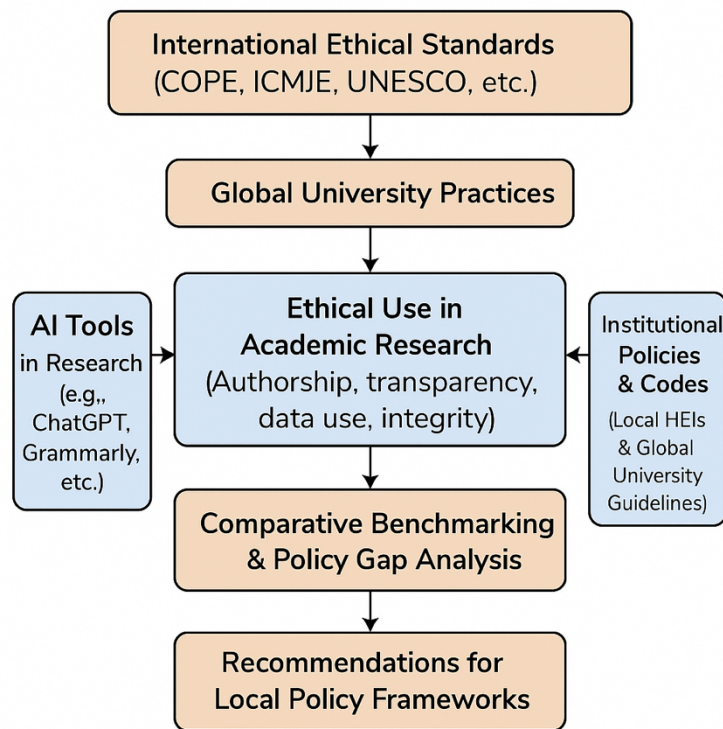 International Ethical Standards
(COPE, ICMJE, UNESCO, etc.)
Global University Practices
AI Tools
in Research
(e.g,,
ChatGPT,
Grammarly,
etc.)
Ethical Use in
Academic Research
(Authorship, transparency,
data use, integrity)
Institutional
Policies
& Codes
(Local HEIs
& Global
University
Guidelines)
Comparative Benchmarking
& Policy Gap Analysis
Recommendations for
Local Policy Frameworks